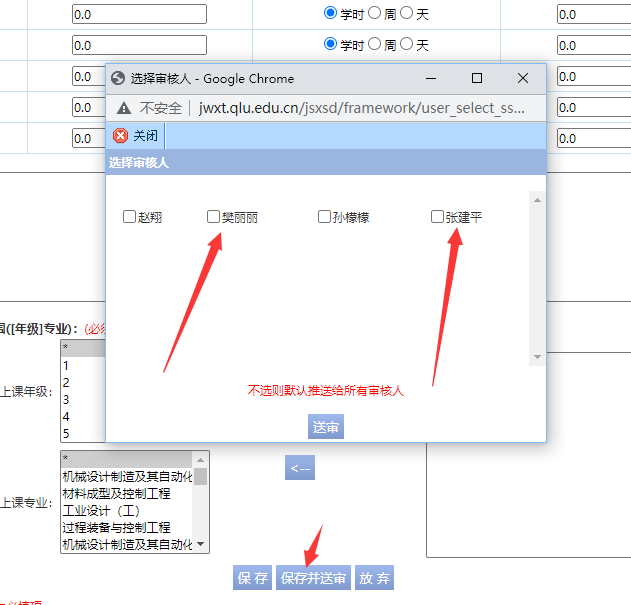 0.0 学时 周 天 0.0
0.0 学时 周 天 0.0
0.0 0.0
0.0 0.0
0.0 0.0
选择审核人 - Google Chrome
不安全 | jwxt.qlu.edu.cn/jsxsd/framework/user_select_ss...
关闭
选择审核人
赵翔 樊丽丽 孙檬檬 张建平
不选则默认推送给所有审核人
送审
([年级]专业)：(必
上课年级：
*
1
2
3
4
5
<--
上课专业：
*
机械设计制造及其自动化
材料成型及控制工程
工业设计（工）
过程装备与控制工程
机械设计制造及其自动化
保 存 保存并送审 放 弃